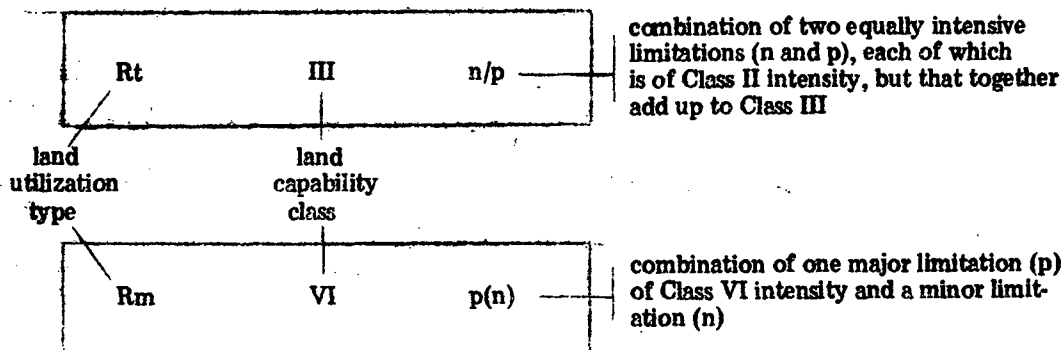 Rt III n/p
combination of two equally intensive
limitations (n and p), each of which
is of Class II intensity, but that together
add up to Class III
land
utilization
type
land
capability
class
Rm VI p(n)
combination of one major limitation (p)
of Class VI intensity and a minor limit-
ation (n)